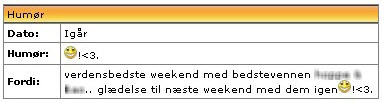 Humør
Dato: Igår
Humør: !<3.
Fordi: verdensbedste weekend med bedstevennen
.. glædelse til næste weekend med dem igen !<3.